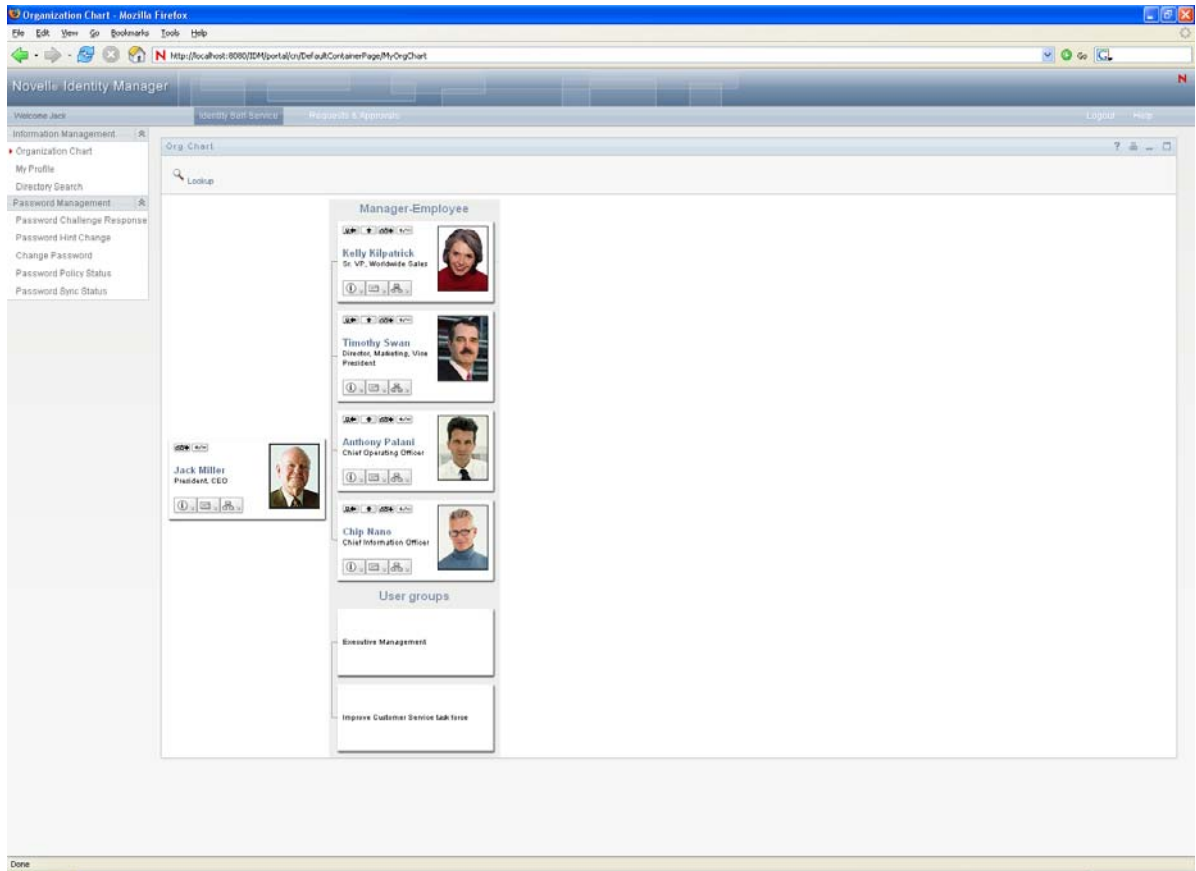 Organization Chart - Mozilla Firefox
File Edit View Go Bookmarks Tools Help
http://localhost:8080/IDM/portal/cn/DefaultContainerPage/MyOrgChart
Go
Novell® Identity Manager
Welcome Jack
Identity Self-Service
Requests & Approvals
Logout
Help
Information Management
Organization Chart
My Profile
Directory Search
Password Management
Password Challenge Response
Password Hint Change
Change Password
Password Policy Status
Password Sync Status
Org Chart
Lookup
Manager-Employee
Kelly Kilpatrick
Sr. VP, Worldwide Sales
Timothy Swan
Director, Marketing, Vice
President
Anthony Palani
Chief Operating Officer
Jack Miller
President, CEO
Chip Nano
Chief Information Officer
User groups
Executive Management
Improve Customer Service task force
Done